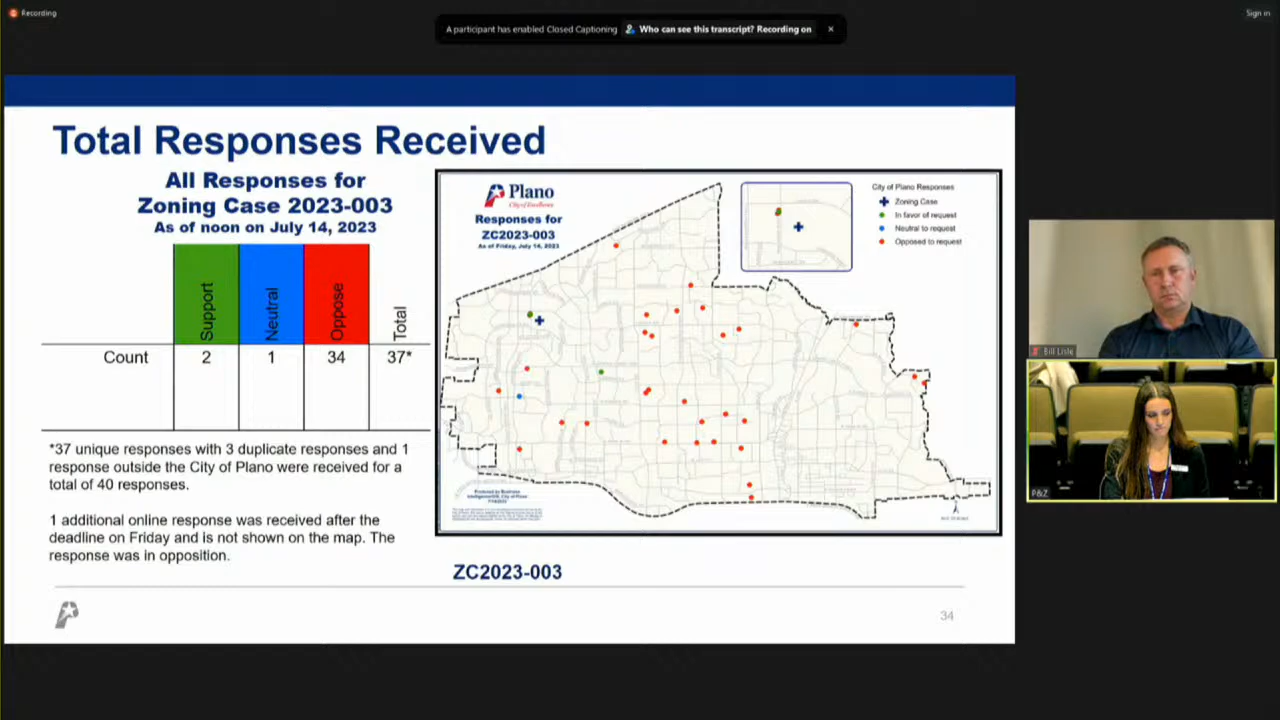 Recording
Sign in
A participant has enabled Closed Captioning Who can see this transcript? Recording on
Total Responses Received
All Responses for
Zoning Case 2023-003
As of noon on July 14, 2023
Support
Neutral
Oppose
Total
Count 2 1 34 37*
*37 unique responses with 3 duplicate responses and 1
response outside the City of Plano were received for a
total of 40 responses.
1 additional online response was received after the
deadline on Friday and is not shown on the map. The
response was in opposition.
Plano
City of Excellence
Responses for
ZC2023-003
As of Friday, July 14, 2023
City of Plano Responses
Zoning Case
In favor of request
Neutral to request
Opposed to request
ZC2023-003
34
Bill Lisle
P&Z